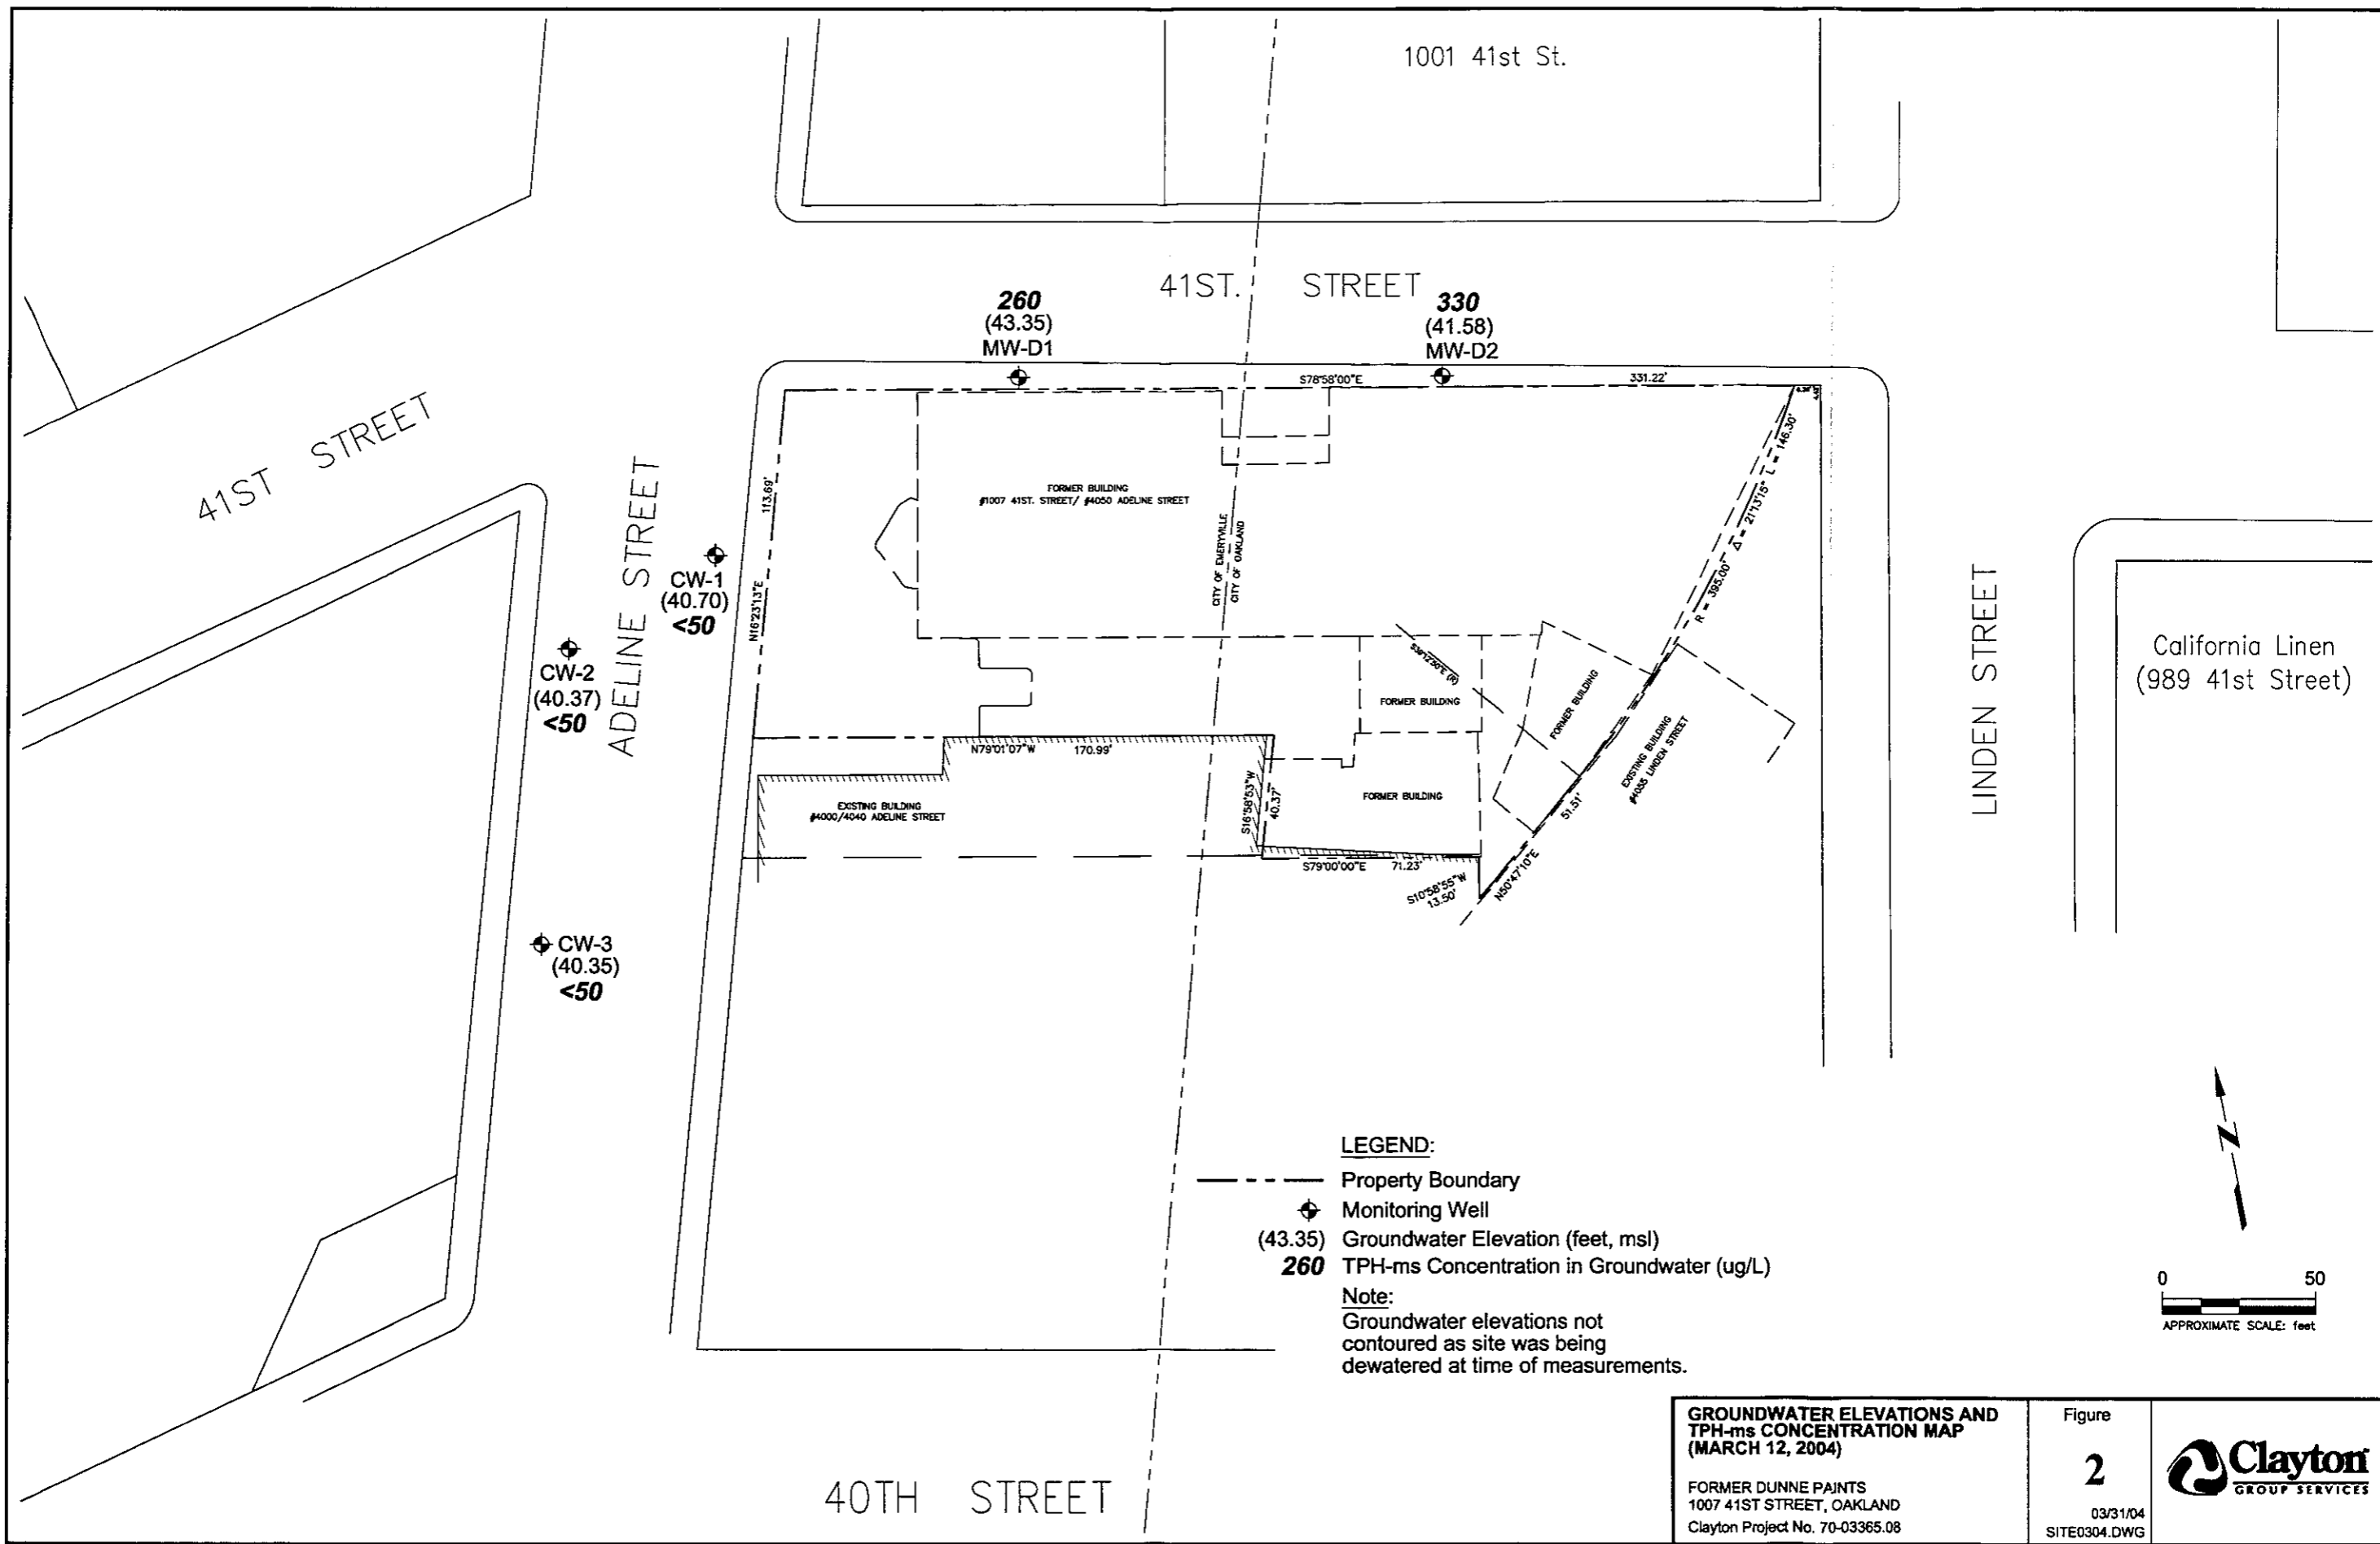 1001 41st St.
41ST. STREET
260
(43.35)
MW-D1
330
(41.58)
MW-D2
S78°58'00"E
331.22'
41ST STREET
ADELINE STREET
113.69'
N16°23'13"E
FORMER BUILDING
#1007 41ST. STREET/ #4050 ADELINE STREET
CITY OF EMERYVILLE
CITY OF OAKLAND
R = 395.00' Δ = 21°13'15" L = 146.30'
CW-1
(40.70)
<50
CW-2
(40.37)
<50
CW-3
(40.35)
<50
FORMER BUILDING
FORMER BUILDING
EXISTING BUILDING
#4055 LINDEN STREET
LINDEN STREET
California Linen
(989 41st Street)
N79°01'07"W 170.99'
EXISTING BUILDING
#4000/4040 ADELINE STREET
S16°58'53"W
40.37'
FORMER BUILDING
51.51'
N50°47'10"E
S79°00'00"E 71.23'
S10°58'55"W
13.50'
LEGEND:
Property Boundary
Monitoring Well
(43.35) Groundwater Elevation (feet, msl)
260 TPH-ms Concentration in Groundwater (ug/L)
Note:
Groundwater elevations not
contoured as site was being
dewatered at time of measurements.
N
0 50
APPROXIMATE SCALE: feet
40TH STREET
GROUNDWATER ELEVATIONS AND
TPH-ms CONCENTRATION MAP
(MARCH 12, 2004)
FORMER DUNNE PAINTS
1007 41ST STREET, OAKLAND
Clayton Project No. 70-03365.08
Figure
2
03/31/04
SITE0304.DWG
Clayton
GROUP SERVICES